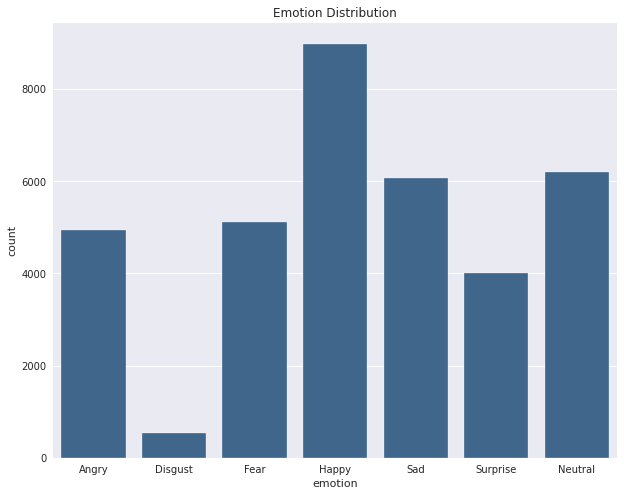 Emotion Distribution
8000
6000
4000
2000
0
count
Angry Disgust Fear Happy Sad Surprise Neutral
emotion